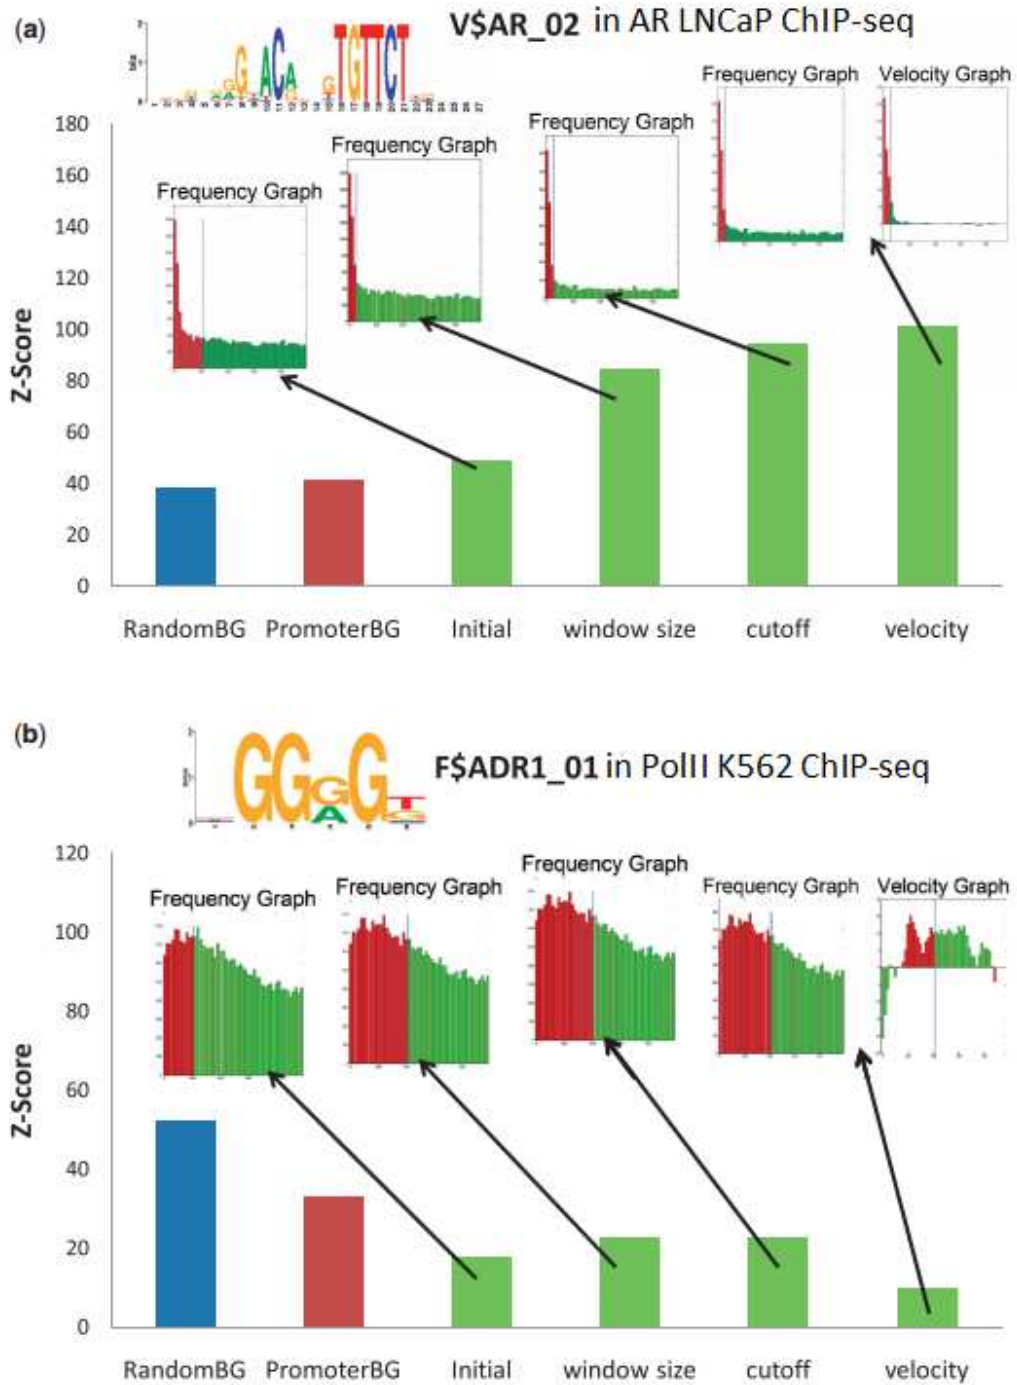 (a)
V$AR_02 in AR LNCaP ChIP-seq
Frequency Graph
Velocity Graph
Frequency Graph
Frequency Graph
Frequency Graph
GACA TGTTCT
180
160
140
120
100
80
60
40
20
0
Z-Score
RandomBG PromoterBG Initial window size cutoff velocity
(b)
F$ADR1_01 in PolII K562 ChIP-seq
GGGG T
A G
Frequency Graph
Frequency Graph
Frequency Graph
Frequency Graph
Velocity Graph
120
100
80
60
40
20
0
Z-Score
RandomBG PromoterBG Initial window size cutoff velocity